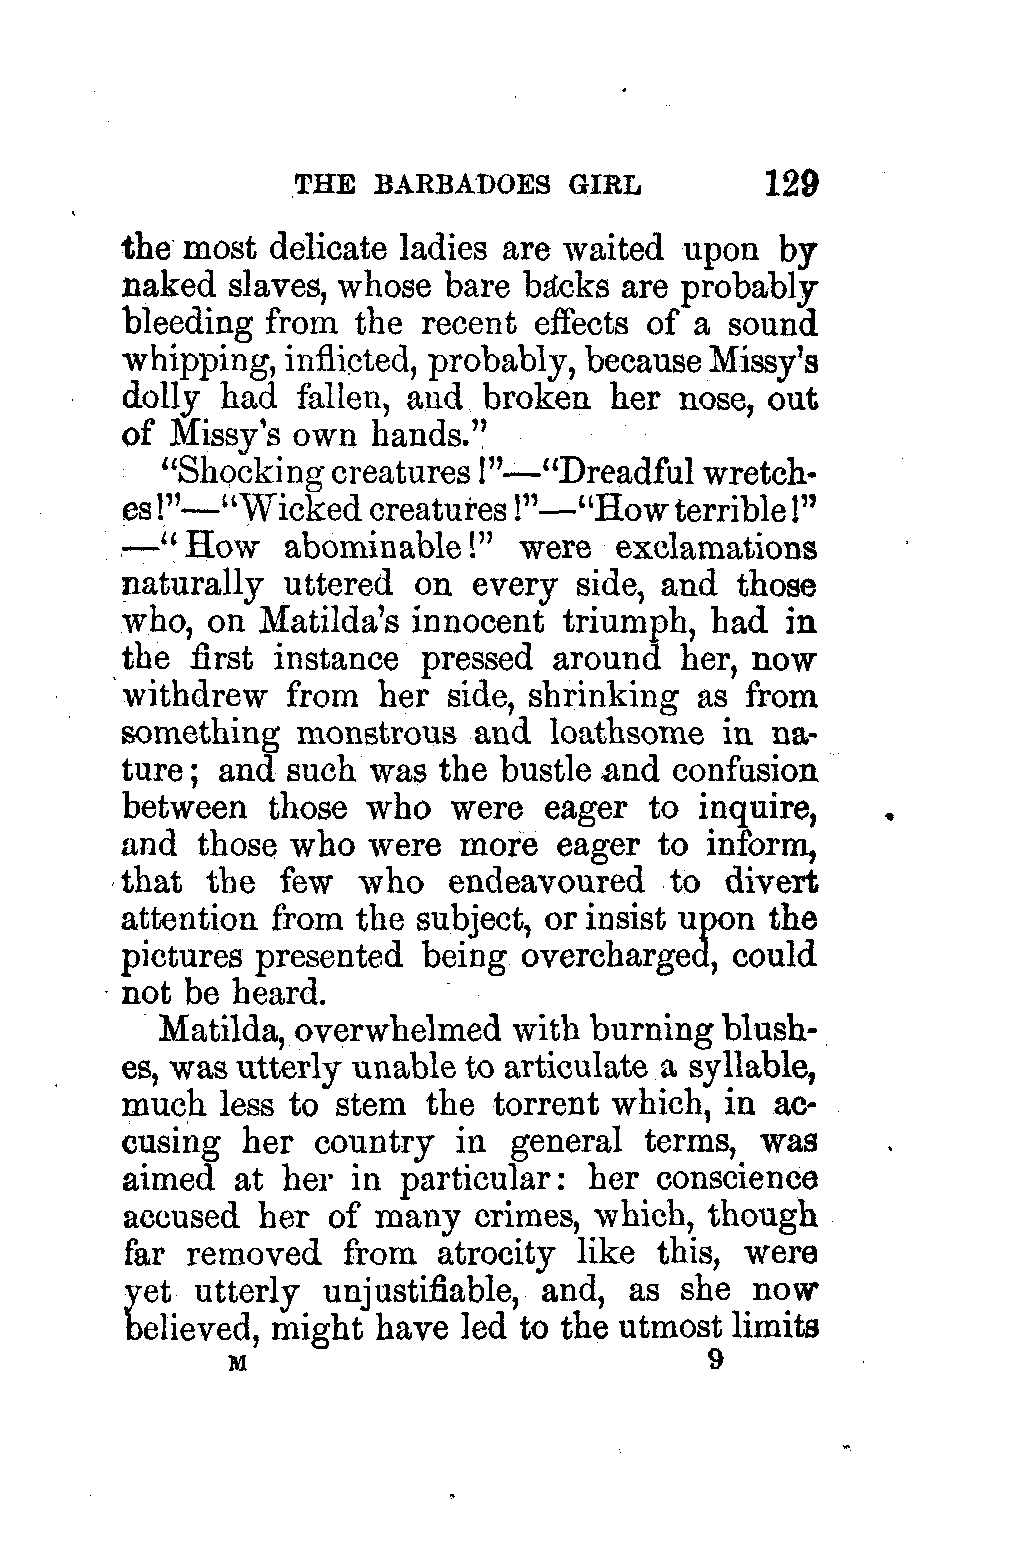 THE BARBADOES GIRL 129
the most delicate ladies are waited upon by
naked slaves, whose bare backs are probably
bleeding from the recent effects of a sound
whipping, inflicted, probably, because Missy's
dolly had fallen, and broken her nose, out
of Missy's own hands."
"Shocking creatures!"—"Dreadful wretch-
es!"—"Wicked creatures!"—"How terrible!"
—"How abominable!" were exclamations
naturally uttered on every side, and those
who, on Matilda's innocent triumph, had in
the first instance pressed around her, now
withdrew from her side, shrinking as from
something monstrous and loathsome in na-
ture; and such was the bustle and confusion
between those who were eager to inquire,
and those who were more eager to inform,
that the few who endeavoured to divert
attention from the subject, or insist upon the
pictures presented being overcharged, could
not be heard.
Matilda, overwhelmed with burning blush-
es, was utterly unable to articulate a syllable,
much less to stem the torrent which, in ac-
cusing her country in general terms, was
aimed at her in particular: her conscience
accused her of many crimes, which, though
far removed from atrocity like this, were
yet utterly unjustifiable, and, as she now
believed, might have led to the utmost limits
M 9